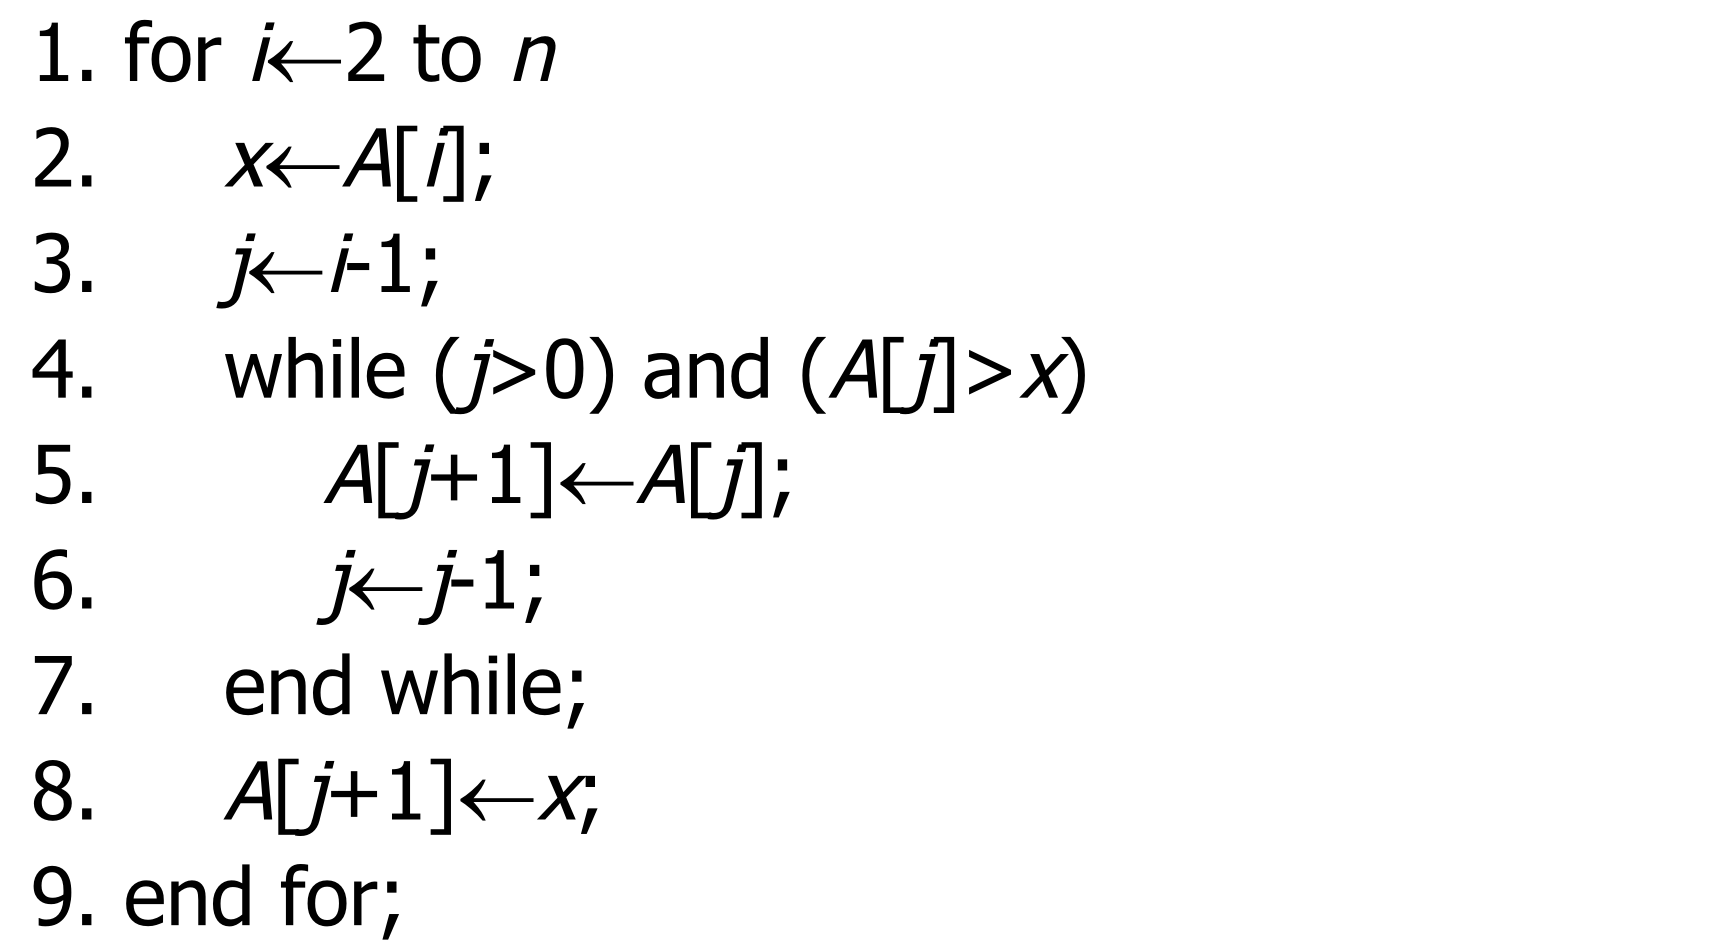 1. for i←2 to n
2. x←A[i];
3. j←i-1;
4. while (j>0) and (A[j]>x)
5. A[j+1]←A[j];
6. j←j-1;
7. end while;
8. A[j+1]←x;
9. end for;